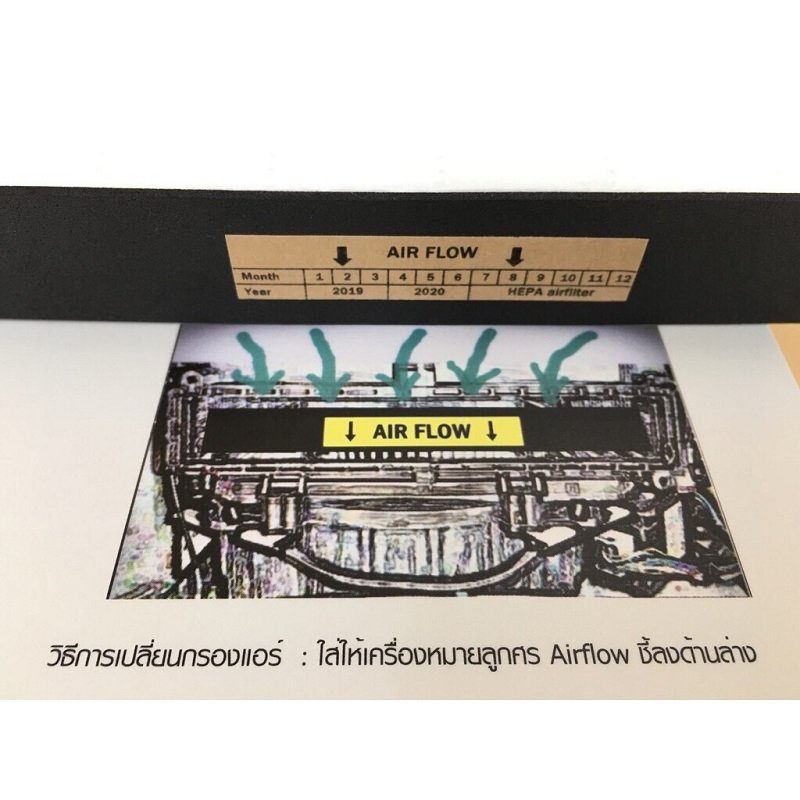 AIR FLOW
Month 1 2 3 4 5 6 7 8 9 10 11 12
Year 2019 2020 HEPA airfilter
AIR FLOW
วิธีการเปลี่ยนกรองแอร์ : ใส่ให้เครื่องหมายลูกศร Airflow ชี้ลงด้านล่าง